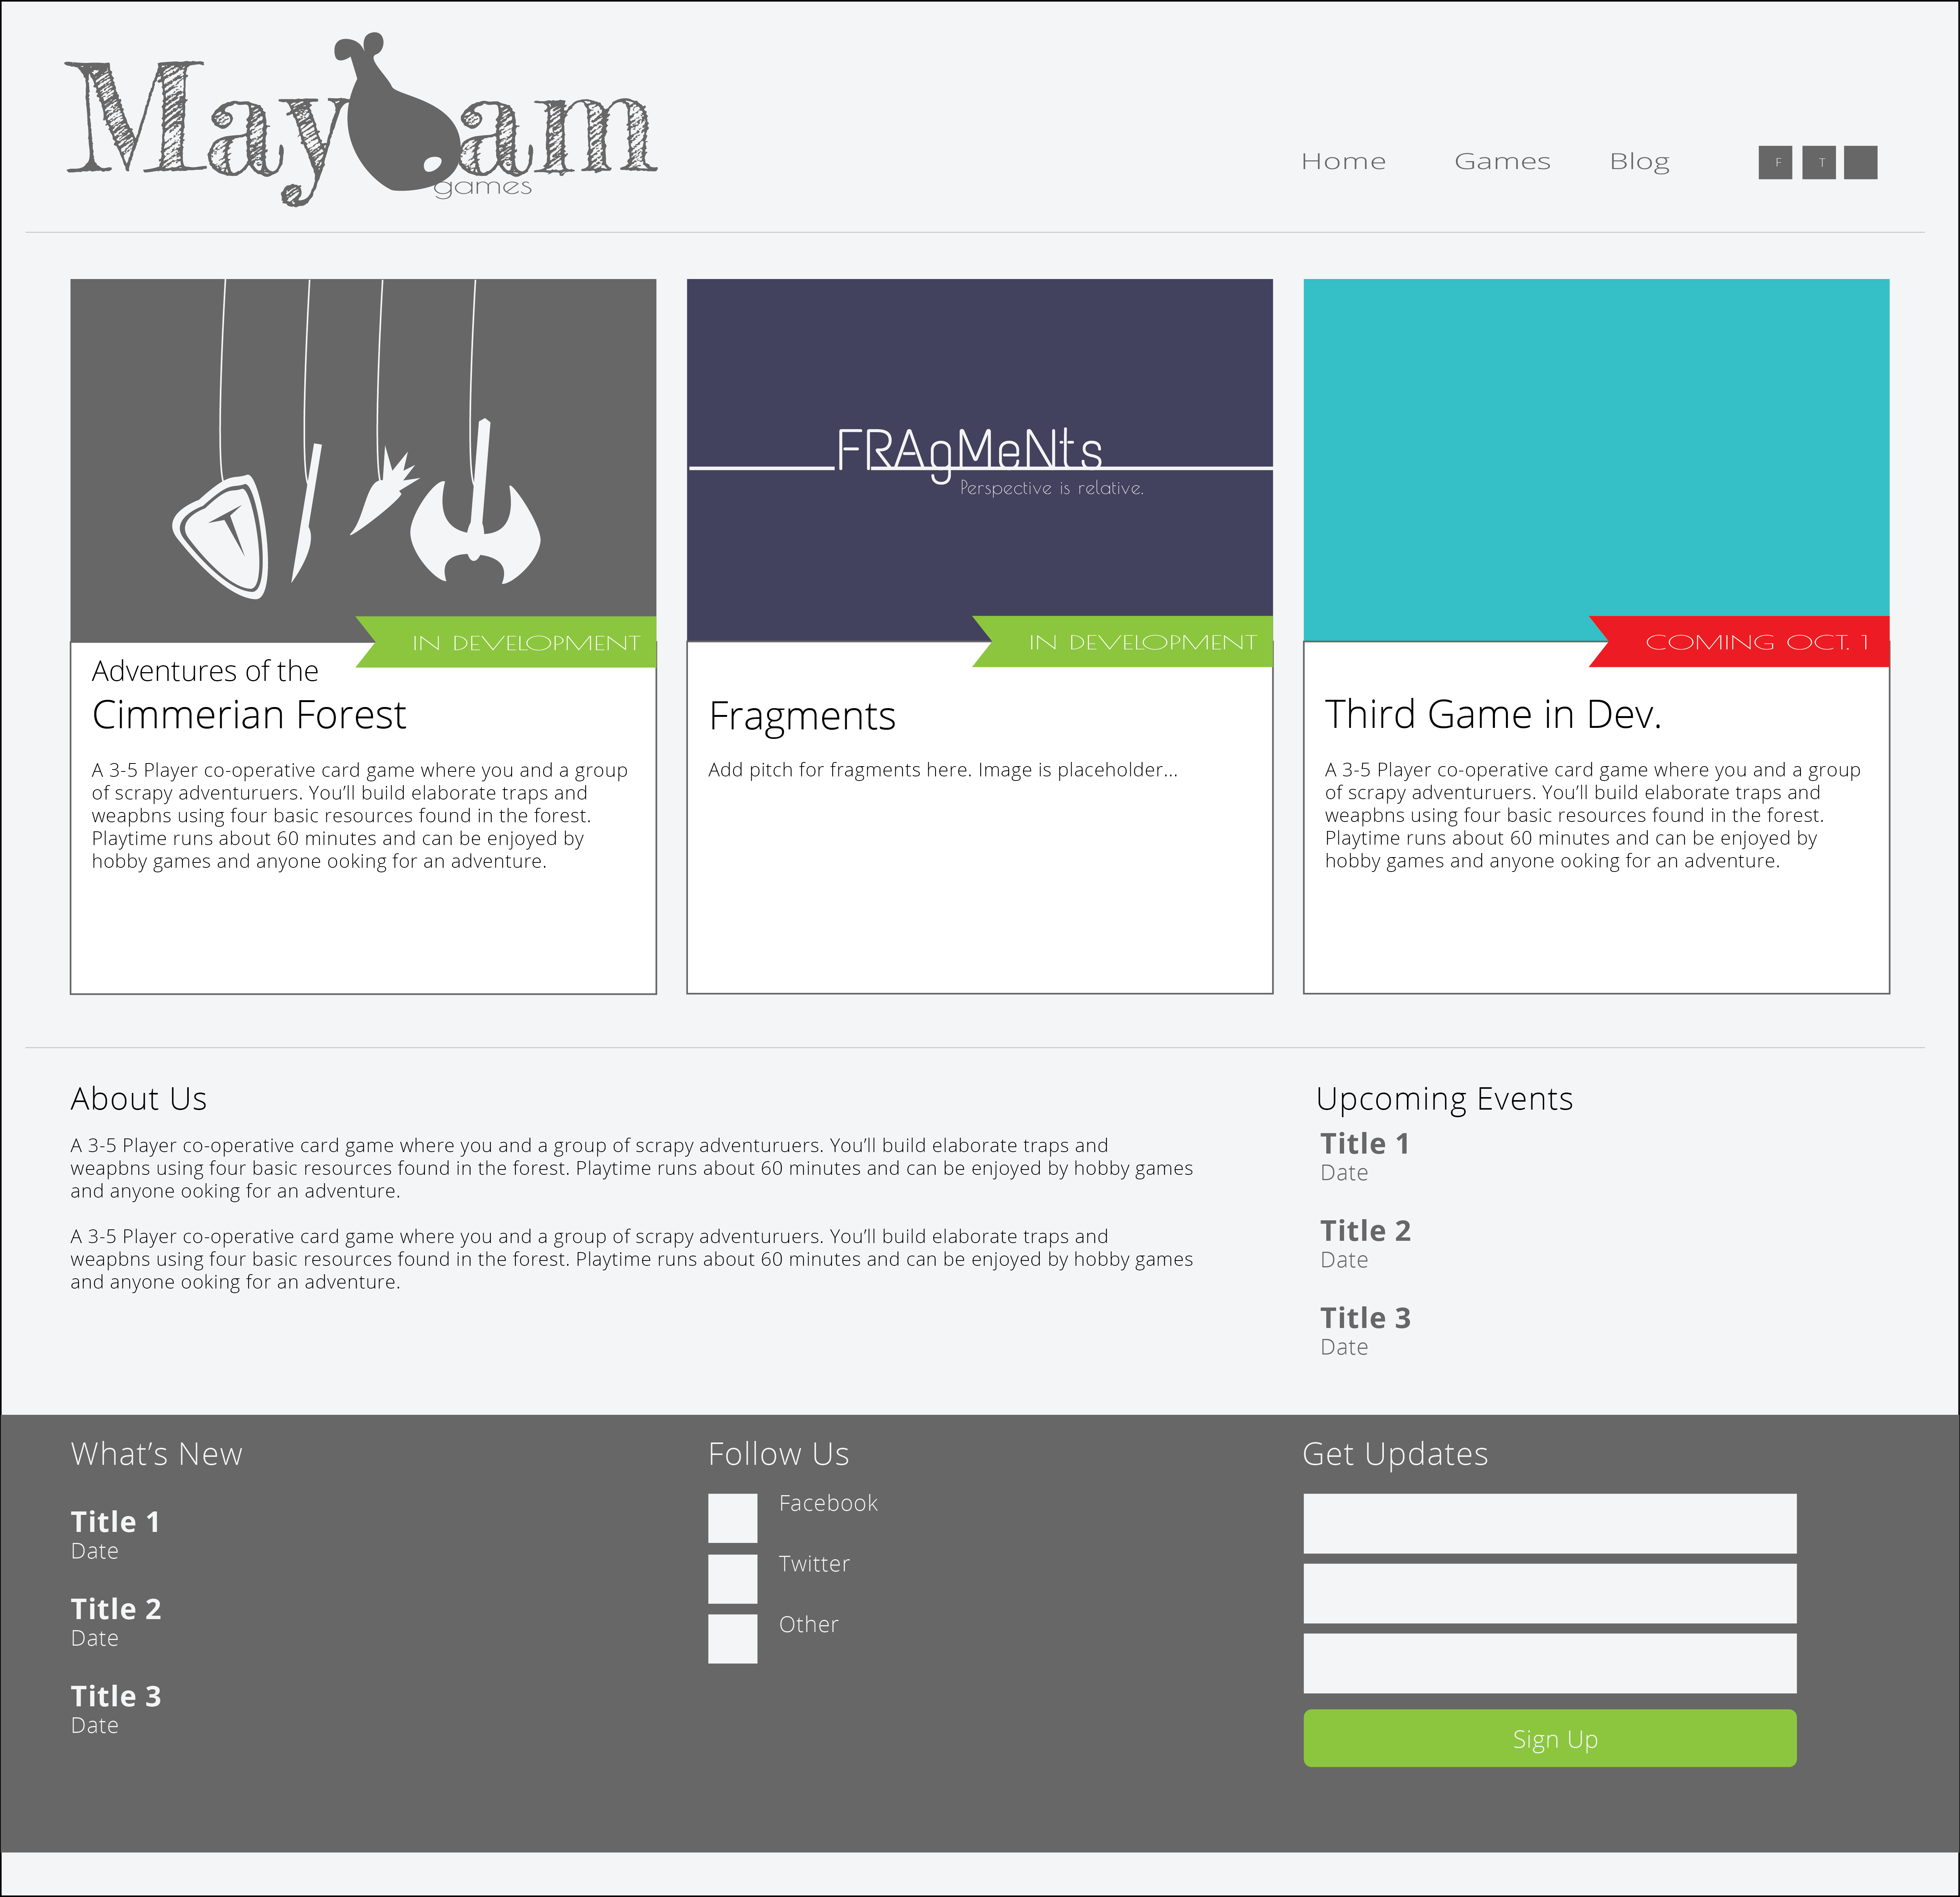 Mayham
games
Home Games Blog F T
IN DEVELOPMENT
Adventures of the
Cimmerian Forest
A 3-5 Player co-operative card game where you and a group
of scrapy adventuruers. You’ll build elaborate traps and
weapbns using four basic resources found in the forest.
Playtime runs about 60 minutes and can be enjoyed by
hobby games and anyone ooking for an adventure.
FRAgMeNts
Perspective is relative.
IN DEVELOPMENT
Fragments
Add pitch for fragments here. Image is placeholder...
COMING OCT. 1
Third Game in Dev.
A 3-5 Player co-operative card game where you and a group
of scrapy adventuruers. You’ll build elaborate traps and
weapbns using four basic resources found in the forest.
Playtime runs about 60 minutes and can be enjoyed by
hobby games and anyone ooking for an adventure.
About Us
A 3-5 Player co-operative card game where you and a group of scrapy adventuruers. You’ll build elaborate traps and
weapbns using four basic resources found in the forest. Playtime runs about 60 minutes and can be enjoyed by hobby games
and anyone ooking for an adventure.
A 3-5 Player co-operative card game where you and a group of scrapy adventuruers. You’ll build elaborate traps and
weapbns using four basic resources found in the forest. Playtime runs about 60 minutes and can be enjoyed by hobby games
and anyone ooking for an adventure.
Upcoming Events
Title 1
Date
Title 2
Date
Title 3
Date
What’s New
Title 1
Date
Title 2
Date
Title 3
Date
Follow Us
Facebook
Twitter
Other
Get Updates
Sign Up